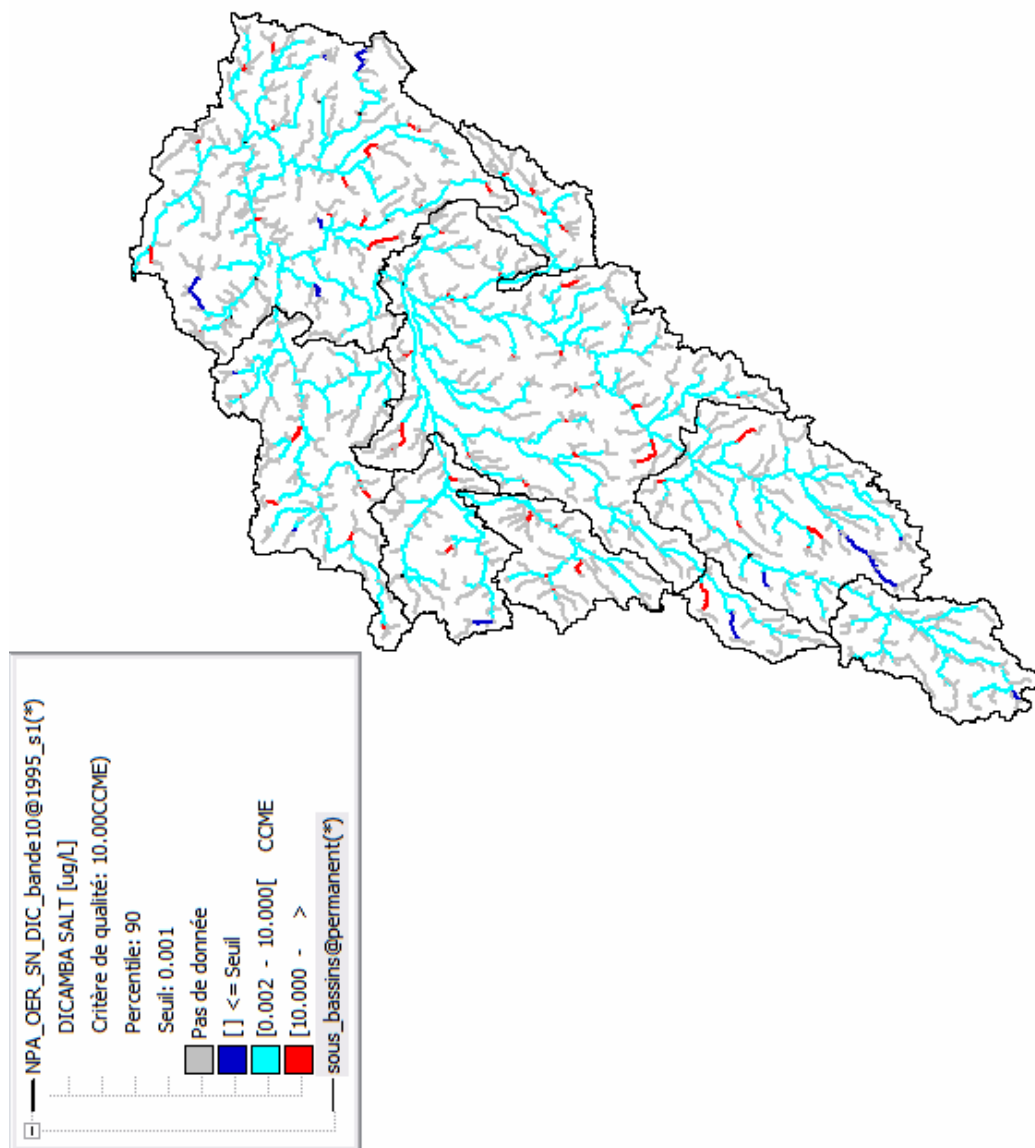 NPA_OER_SN_DIC_bande10@1995_s1(*)
DICAMBA SALT [ug/L]
Critère de qualité: 10.00CCME)
Percentile: 90
Seuil: 0.001
Pas de donnée
[ ] <= Seuil
[0.002 - 10.000[ CCME
[10.000 - >
sous_bassins@permanent(*)